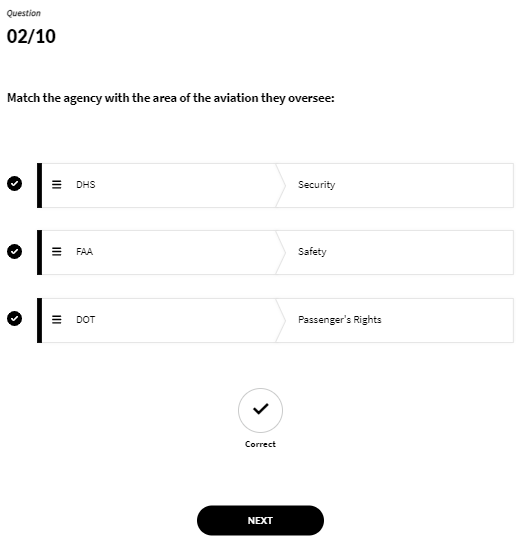 Question
02/10
Match the agency with the area of the aviation they oversee:
DHS Security
FAA Safety
DOT Passenger's Rights
Correct
NEXT